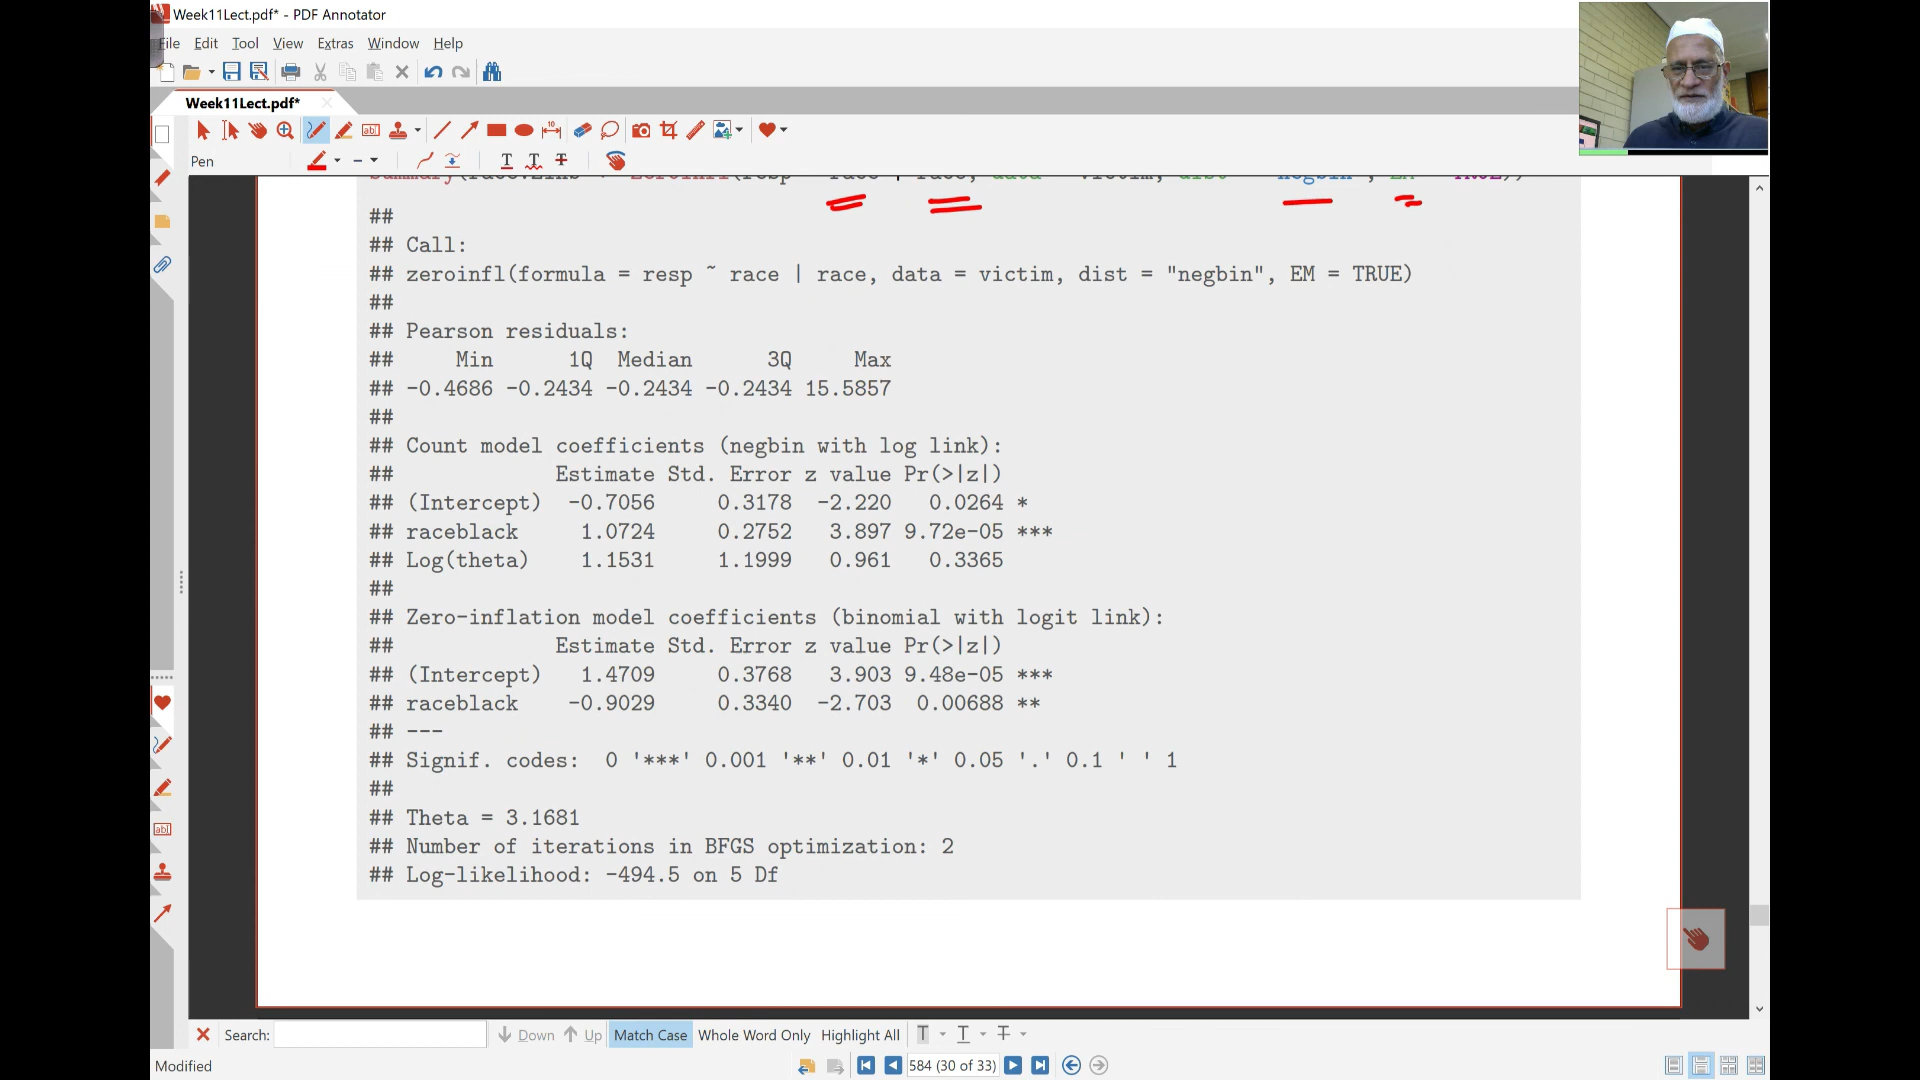 Week11Lect.pdf* - PDF Annotator
File Edit Tool View Extras Window Help
Week11Lect.pdf*
Pen
##
## Call:
## zeroinfl(formula = resp ~ race | race, data = victim, dist = "negbin", EM = TRUE)
##
## Pearson residuals:
## Min 1Q Median 3Q Max
## -0.4686 -0.2434 -0.2434 -0.2434 15.5857
##
## Count model coefficients (negbin with log link):
## Estimate Std. Error z value Pr(>|z|)
## (Intercept) -0.7056 0.3178 -2.220 0.0264 *
## raceblack 1.0724 0.2752 3.897 9.72e-05 ***
## Log(theta) 1.1531 1.1999 0.961 0.3365
##
## Zero-inflation model coefficients (binomial with logit link):
## Estimate Std. Error z value Pr(>|z|)
## (Intercept) 1.4709 0.3768 3.903 9.48e-05 ***
## raceblack -0.9029 0.3340 -2.703 0.00688 **
## ---
## Signif. codes: 0 '***' 0.001 '**' 0.01 '*' 0.05 '.' 0.1 ' ' 1
##
## Theta = 3.1681
## Number of iterations in BFGS optimization: 2
## Log-likelihood: -494.5 on 5 Df
Search: Down Up Match Case Whole Word Only Highlight All
Modified
584 (30 of 33)